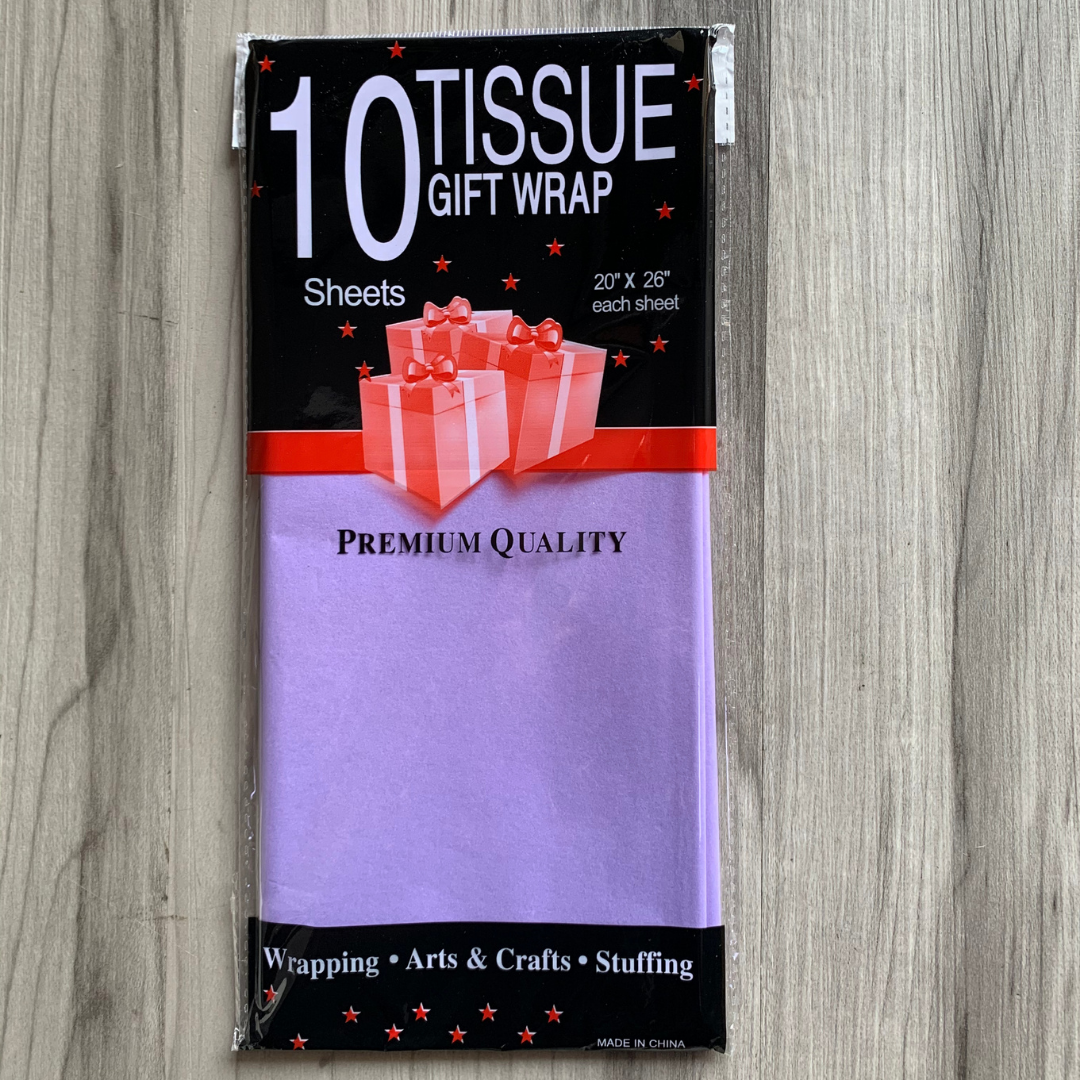 10 TISSUE
GIFT WRAP
Sheets
20" X 26"
each sheet
PREMIUM QUALITY
Wrapping • Arts & Crafts • Stuffing
MADE IN CHINA